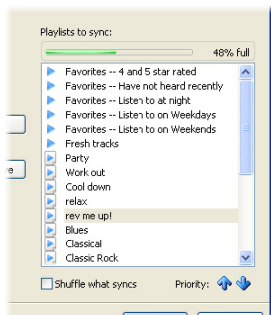 Playlists to sync:
48% full
Favorites -- 4 and 5 star rated
Favorites -- Have not heard recently
Favorites -- Listen to at night
Favorites -- Listen to on Weekdays
Favorites -- Listen to on Weekends
Fresh tracks
Party
Work out
Cool down
relax
rev me up!
Blues
Classical
Classic Rock
Shuffle what syncs Priority: